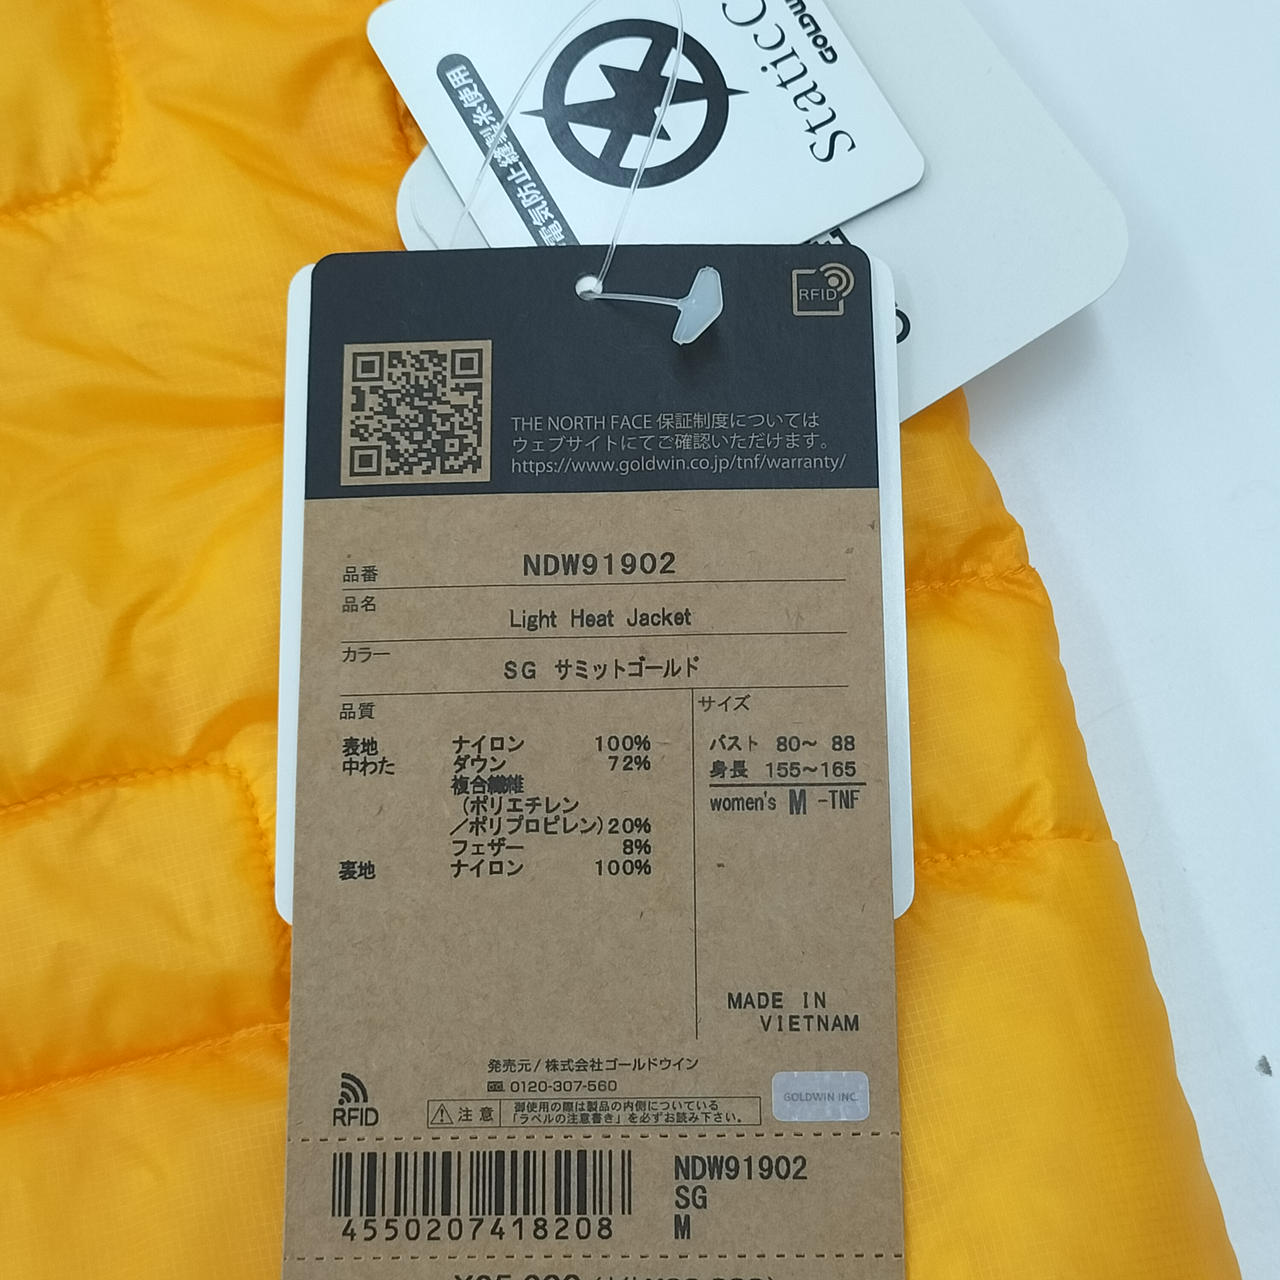 Static
GOLDW
電気防止縫製糸使用
RFID
THE NORTH FACE 保証制度については
ウェブサイトにてご確認いただけます。
https://www.goldwin.co.jp/tnf/warranty/
品番 NDW91902
品名 Light Heat Jacket
カラー SG サミットゴールド
品質
表地 ナイロン 100%
中わた ダウン 72%
複合繊維
(ポリエチレン
/ポリプロピレン)20%
フェザー 8%
裏地 ナイロン 100%
サイズ
バスト 80~ 88
身長 155~165
women's M -TNF
MADE IN
VIETNAM
発売元/株式会社ゴールドウイン
0120-307-560
RFID
注意
御使用の際は製品の内側についている
「ラベルの注意書き」を必ずお読み下さい。
GOLDWIN INC.
4550207418208
NDW91902
SG
M